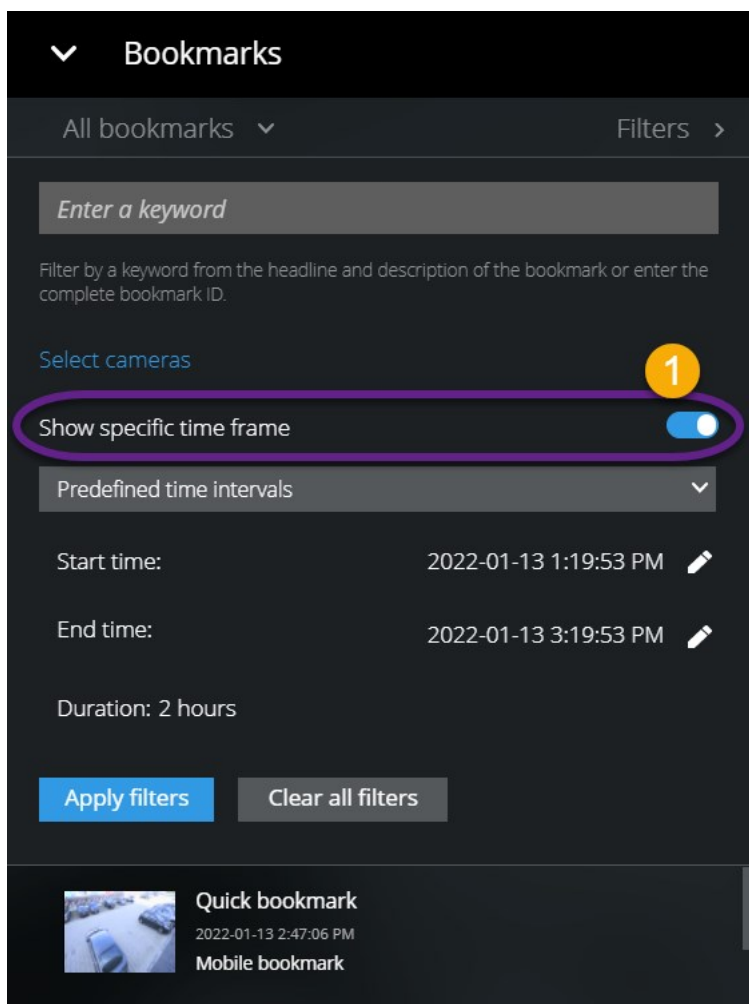 Bookmarks
All bookmarks Filters
Enter a keyword
Filter by a keyword from the headline and description of the bookmark or enter the
complete bookmark ID.
Select cameras
1
Show specific time frame
Predefined time intervals
Start time: 2022-01-13 1:19:53 PM
End time: 2022-01-13 3:19:53 PM
Duration: 2 hours
Apply filters Clear all filters
Quick bookmark
2022-01-13 2:47:06 PM
Mobile bookmark